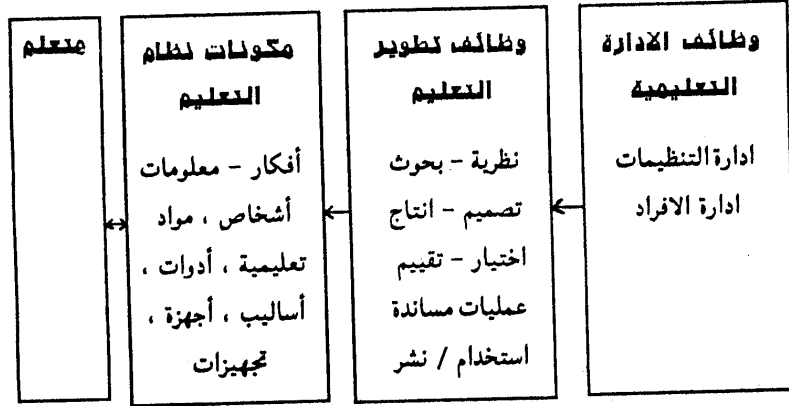 وظائف الادارة
التعليمية
ادارة التنظيمات
ادارة الافراد
وظائف تطوير
التعليم
نظرية - بحوث
تصميم - انتاج
اختيار - تقييم
عمليات مساندة
استخدام / نشر
مكونات نظام
التعليم
أفكار - معلومات
أشخاص ، مواد
تعليمية ، أدوات ،
أساليب ، أجهزة ،
تجهيزات
متعلم